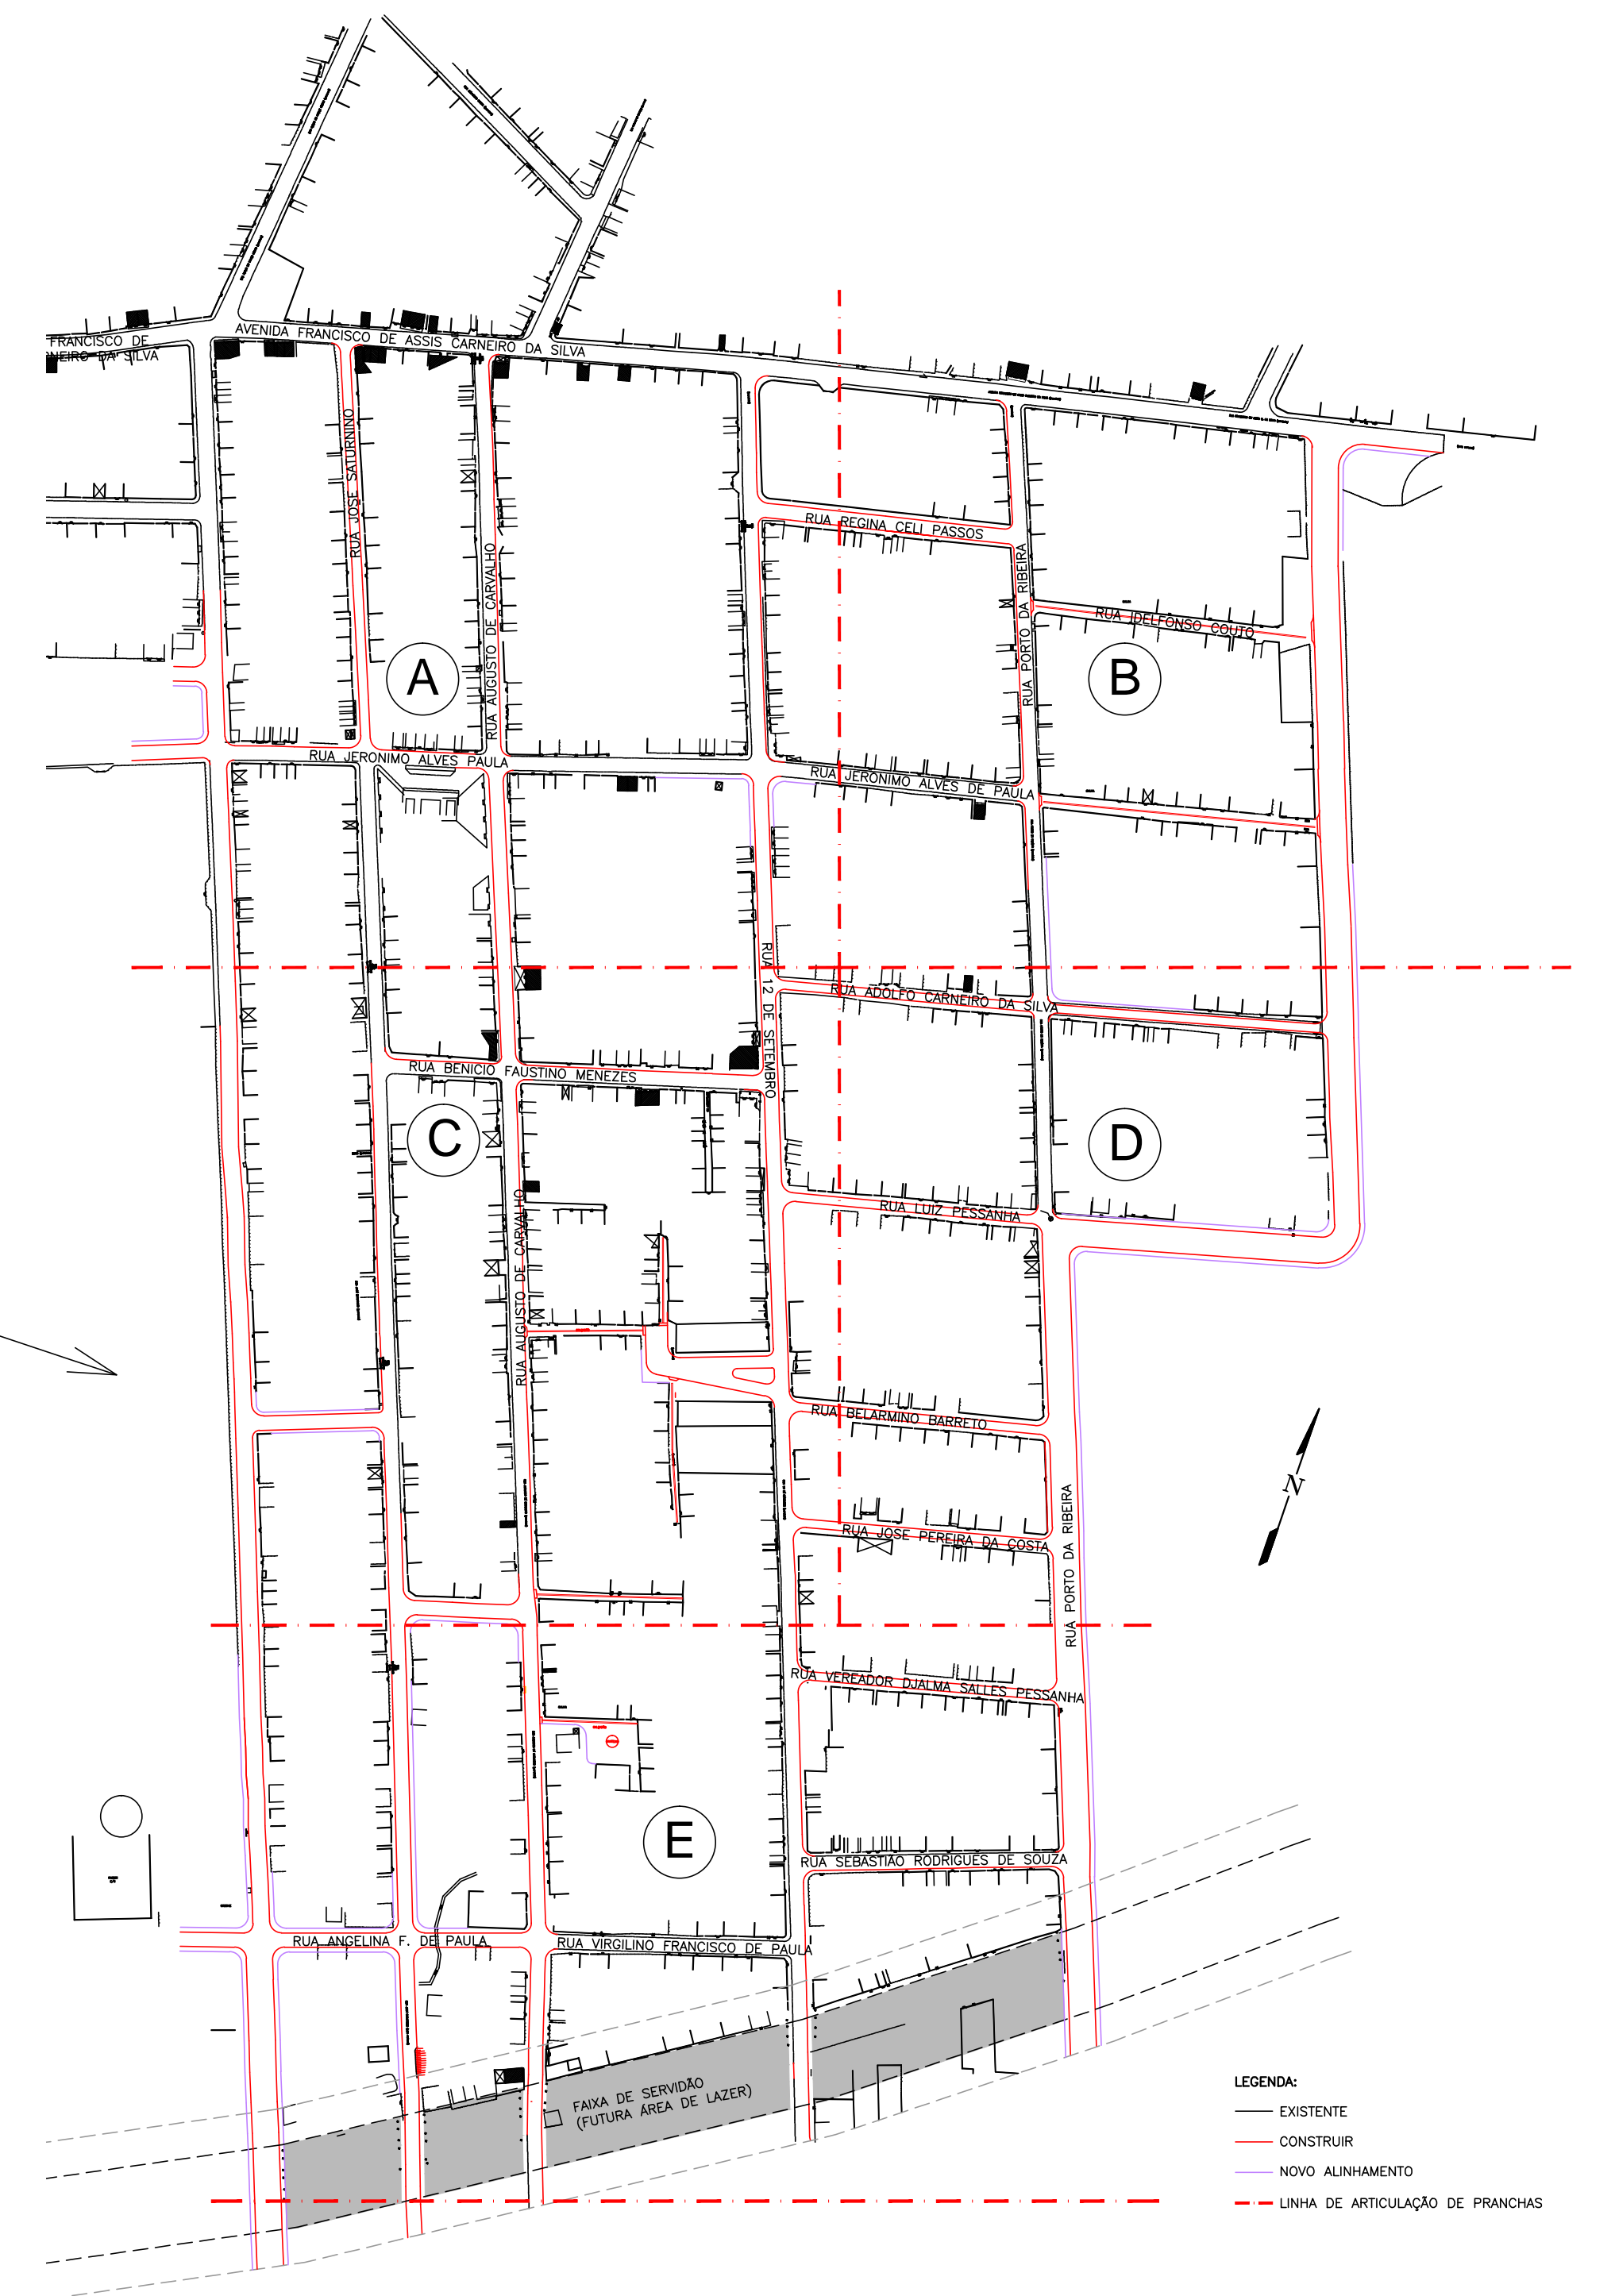 AVENIDA FRANCISCO DE ASSIS CARNEIRO DA SILVA
FRANCISCO DE
NEIRO DA SILVA
RUA JOSE SATURNINO
RUA REGINA CELI PASSOS
RUA AUGUSTO DE CARVALHO
RUA PORTO DA RIBEIRA
RUA IDELFONSO COUTO
A
B
RUA JERONIMO ALVES PAULA
RUA JERONIMO ALVES DE PAULA
RUA 12 DE SETEMBRO
RUA ADOLFO CARNEIRO DA SILVA
RUA BENICIO FAUSTINO MENEZES
C
D
RUA AUGUSTO DE CARVALHO
RUA LUIZ PESSANHA
RUA BELARMINO BARRETO
N
RUA PORTO DA RIBEIRA
RUA JOSE PEREIRA DA COSTA
RUA VEREADOR DJALMA SALLES PESSANHA
E
RUA SEBASTIAO RODRIGUES DE SOUZA
RUA ANGELINA F. DE PAULA
RUA VIRGILINO FRANCISCO DE PAULA
FAIXA DE SERVIDÃO
(FUTURA ÁREA DE LAZER)
LEGENDA:
EXISTENTE
CONSTRUIR
NOVO ALINHAMENTO
LINHA DE ARTICULAÇÃO DE PRANCHAS